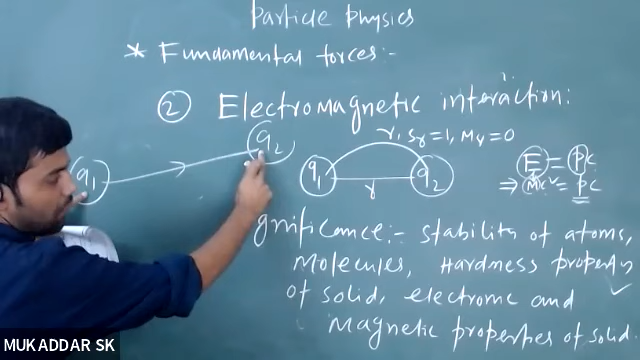 Particle physics
* Fundamental forces:-
② Electromagnetic interaction:
q₂
γ, Sγ=1, Mγ=0
q₁
q₁
q₂
r
E = pc
⇒ mc² = pc
gnificance:- stability of atoms,
Molecules, Hardness property
of solid, electronic and
Magnetic properties of solid.
MUKADDAR SK